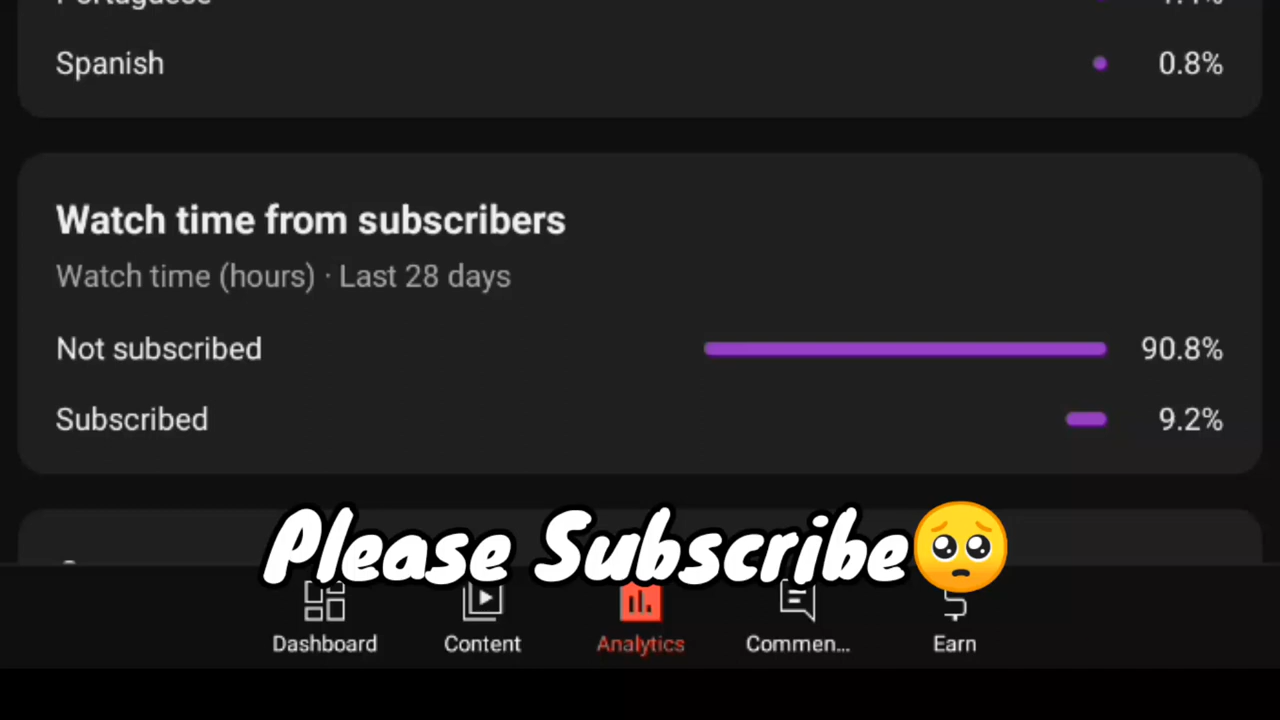 Spanish 0.8%
Watch time from subscribers
Watch time (hours) · Last 28 days
Not subscribed 90.8%
Subscribed 9.2%
Please Subscribe🥺
Dashboard Content Analytics Commen... Earn